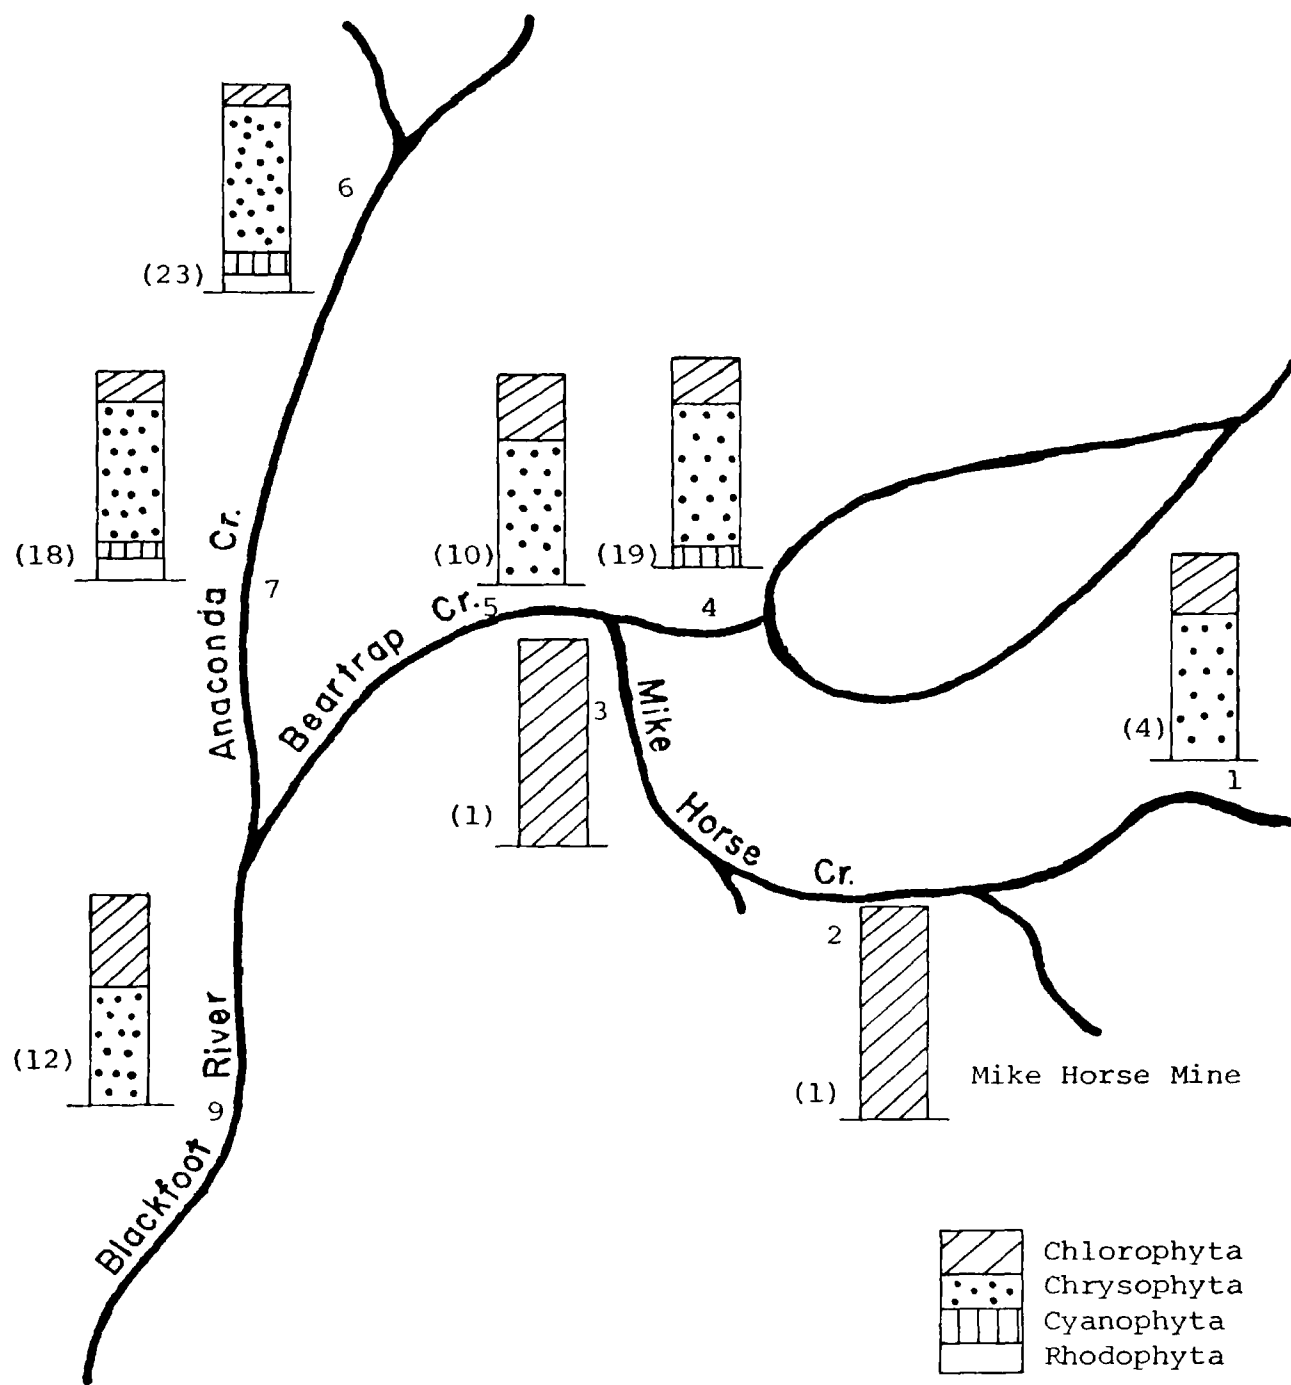 6
(23)
(18)
Anaconda Cr.
7
(10)
(19)
Beartrap Cr.
5
4
(4)
1
3
Mike Horse Cr.
(1)
2
(1)
Mike Horse Mine
(12)
9
Blackfoot River
Chlorophyta
Chrysophyta
Cyanophyta
Rhodophyta